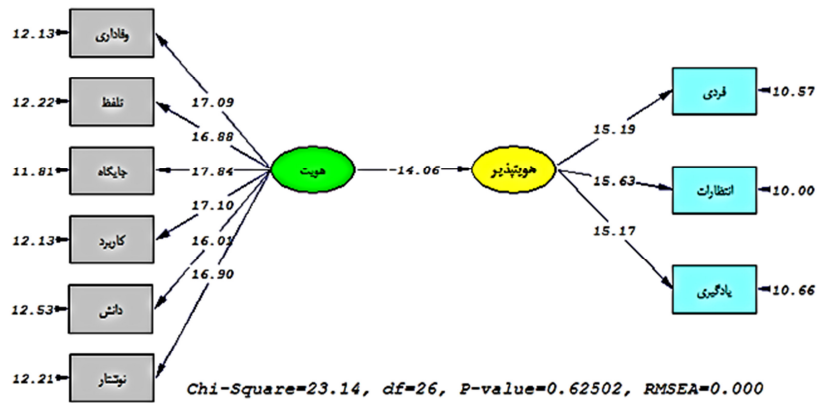 12.13
وفاداری
12.22
تلفظ
11.81
جایگاه
12.13
کاربرد
12.53
دانش
12.21
نوشتار
17.09
16.88
17.84
17.10
16.01
16.90
هویت
14.06
هویتپذیر
15.19
15.63
15.17
فردی
10.57
انتظارات
10.00
یادگیری
10.66
Chi-Square=23.14, df=26, P-value=0.62502, RMSEA=0.000